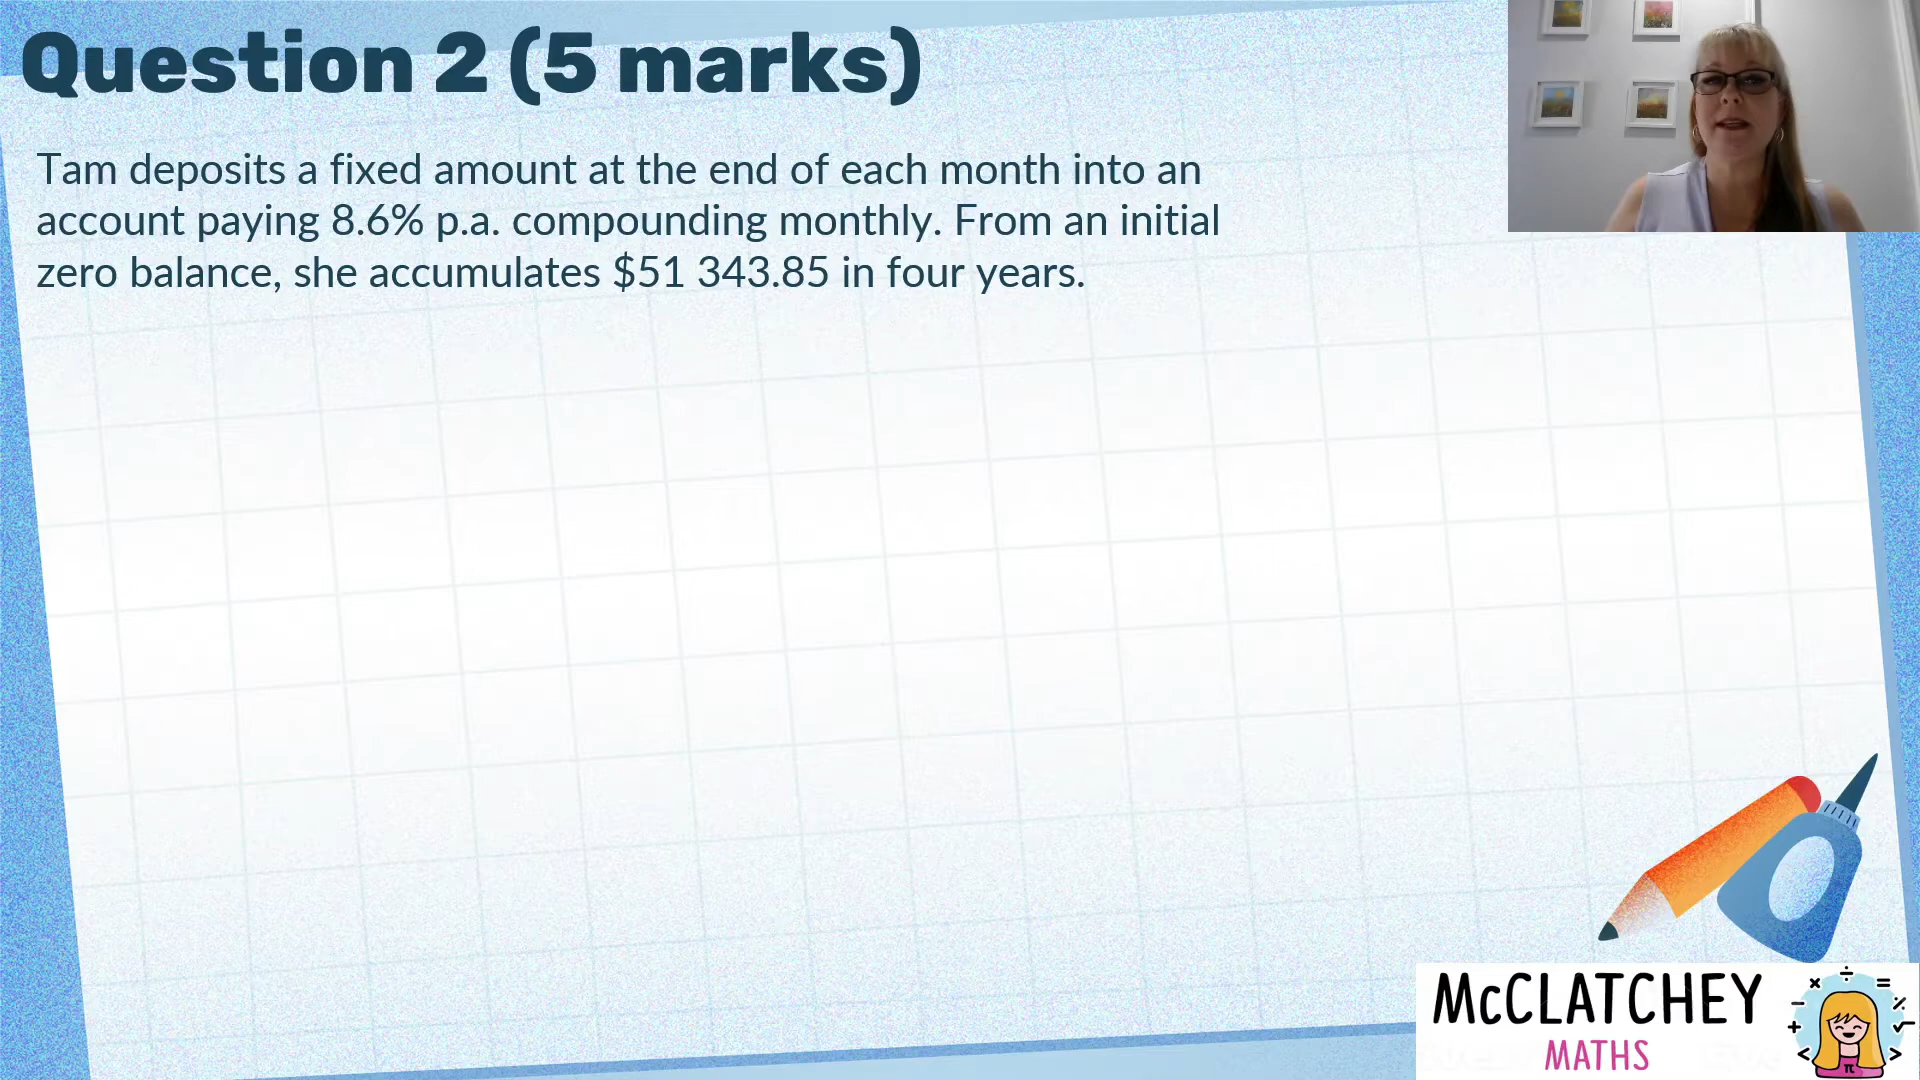 Question 2 (5 marks)
Tam deposits a fixed amount at the end of each month into an
account paying 8.6% p.a. compounding monthly. From an initial
zero balance, she accumulates $51 343.85 in four years.
McCLATCHEY
MATHS